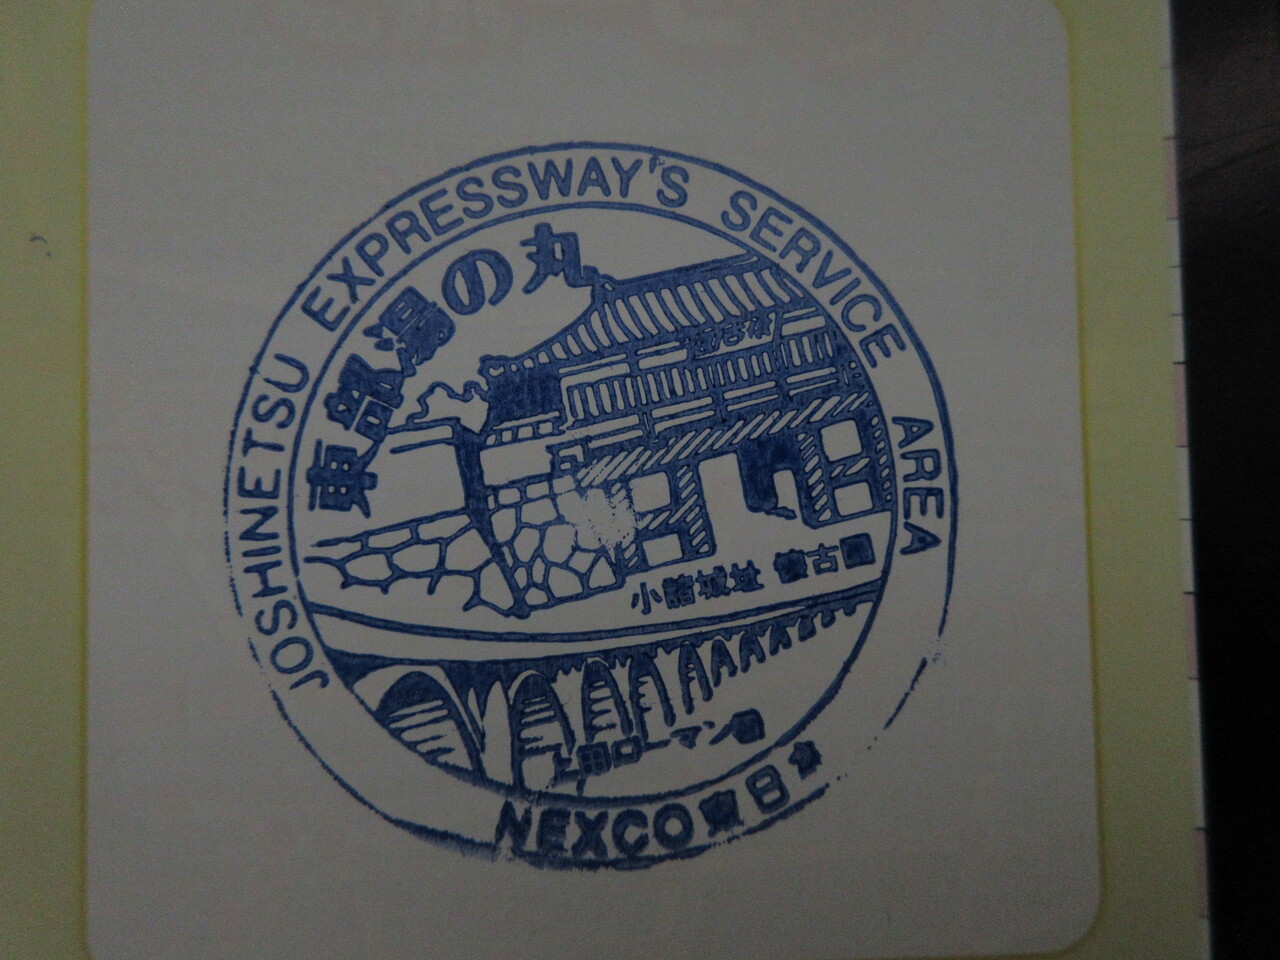 JOSHINETSU EXPRESSWAY'S SERVICE AREA
東部湯の丸
小諸城址 懐古園
上田ローマン橋
NEXCO東日本